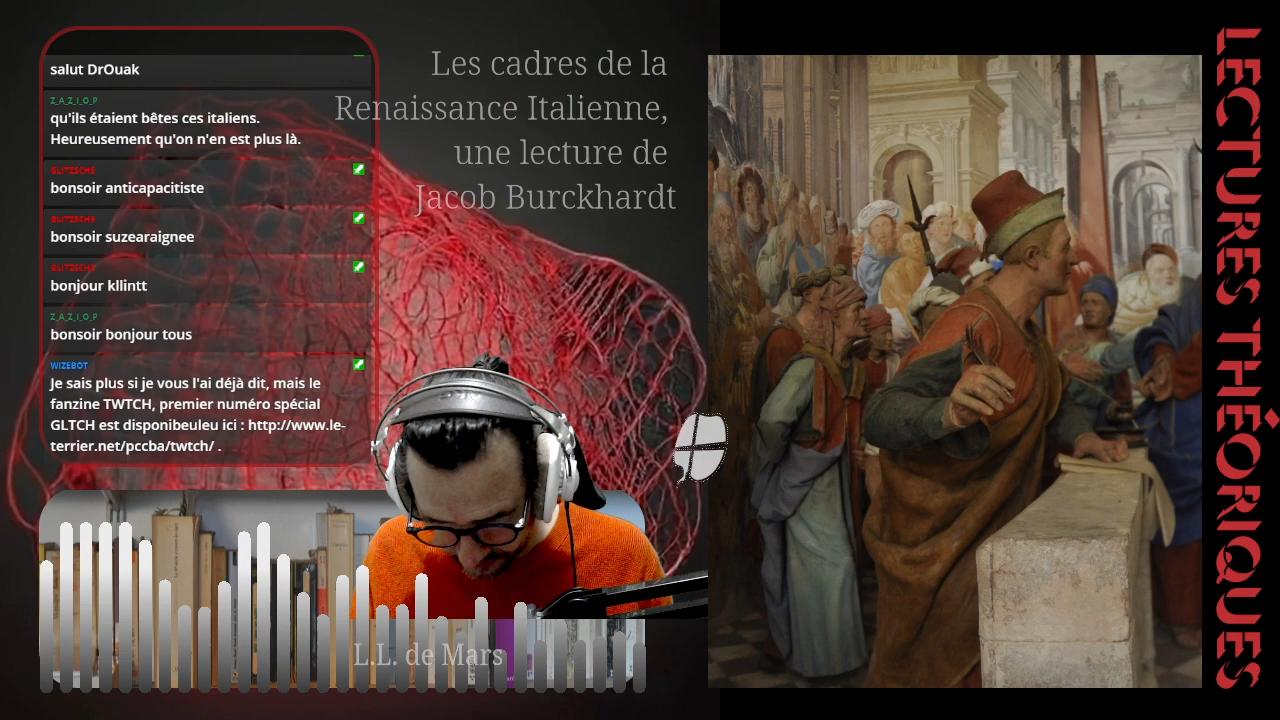 salut DrOuak
Z_A_Z_I_O_P
qu'ils étaient bêtes ces italiens.
Heureusement qu'on n'en est plus là.
GLITZSCHE
bonsoir anticapacitiste
GLITZSCHE
bonsoir suzearaignee
GLITZSCHE
bonjour kllintt
Z_A_Z_I_O_P
bonsoir bonjour tous
WIZEBOT
Je sais plus si je vous l'ai déjà dit, mais le
fanzine TWTCH, premier numéro spécial
GLTCH est disponibeuleu ici : http://www.le-
terrier.net/pccba/twtch/ .
Les cadres de la
Renaissance Italienne,
une lecture de
Jacob Burckhardt
L.L. de Mars
LECTURES THÉORIQUES